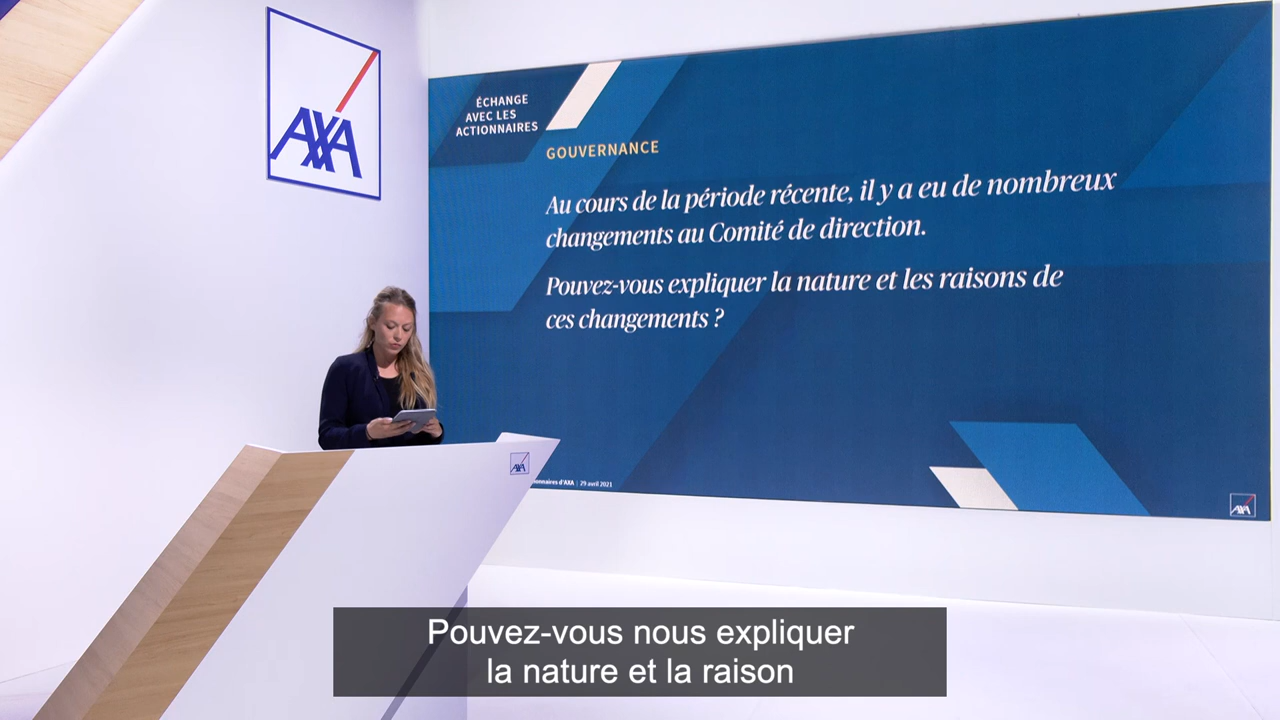 AXA
ÉCHANGE
AVEC LES
ACTIONNAIRES
GOUVERNANCE
Au cours de la période récente, il y a eu de nombreux
changements au Comité de direction.
Pouvez-vous expliquer la nature et les raisons de
ces changements ?
AXA
d'AXA | 29 avril 2021
AXA
Pouvez-vous nous expliquer
la nature et la raison